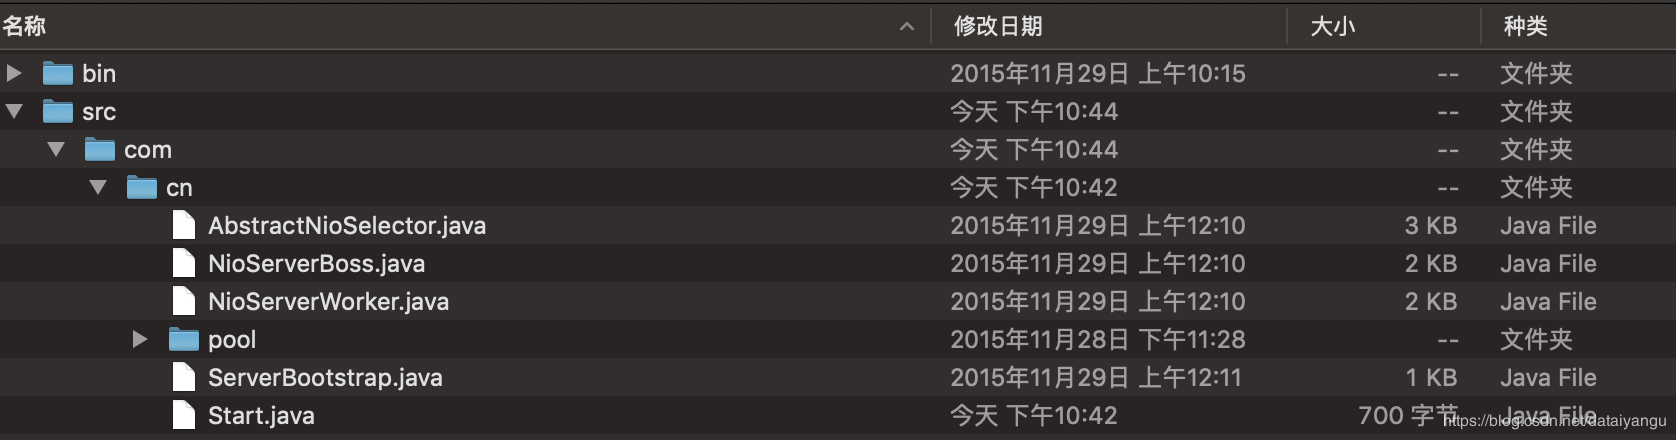 名称 修改日期 大小 种类
bin 2015年11月29日 上午10:15 -- 文件夹
src 今天 下午10:44 -- 文件夹
com 今天 下午10:44 -- 文件夹
cn 今天 下午10:42 -- 文件夹
AbstractNioSelector.java 2015年11月29日 上午12:10 3 KB Java File
NioServerBoss.java 2015年11月29日 上午12:10 2 KB Java File
NioServerWorker.java 2015年11月29日 上午12:10 2 KB Java File
pool 2015年11月28日 下午11:28 -- 文件夹
ServerBootstrap.java 2015年11月29日 上午12:11 1 KB Java File
Start.java 今天 下午10:42 700 字节 Java File
https://blog.csdn.net/dataiyangu